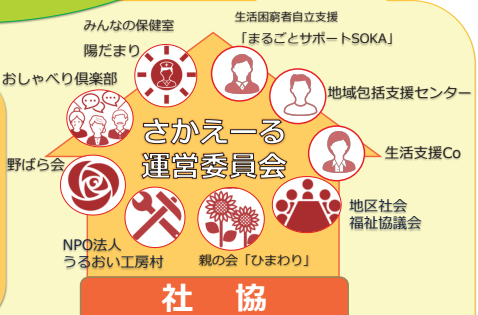 みんなの保健室
陽だまり
生活困窮者自立支援
「まるごとサポートSOKA」
おしゃべり倶楽部
地域包括支援センター
さかえーる
運営委員会
野ばら会
生活支援Co
地区社会
福祉協議会
NPO法人
うるおい工房村
親の会「ひまわり」
社 協